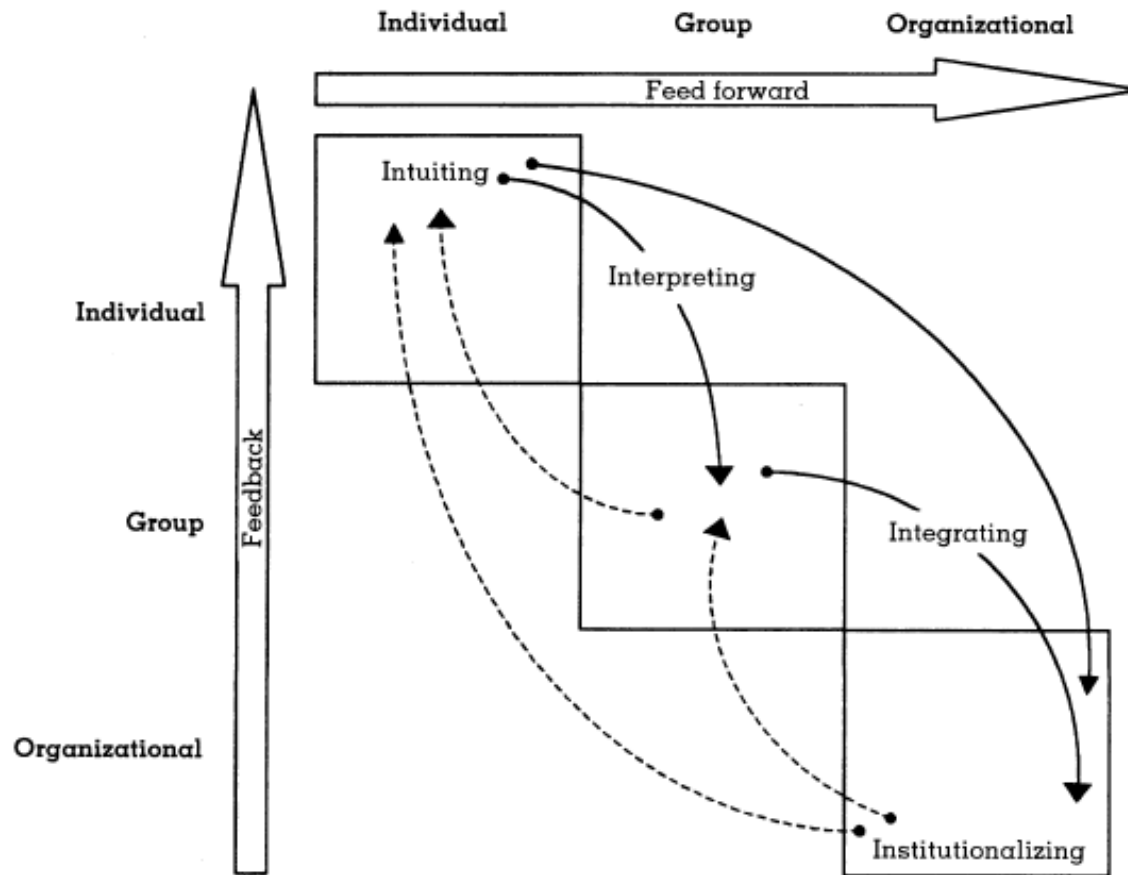 Individual
Group
Organizational
Feed forward
Intuiting
Interpreting
Individual
Feedback
Group
Integrating
Organizational
Institutionalizing